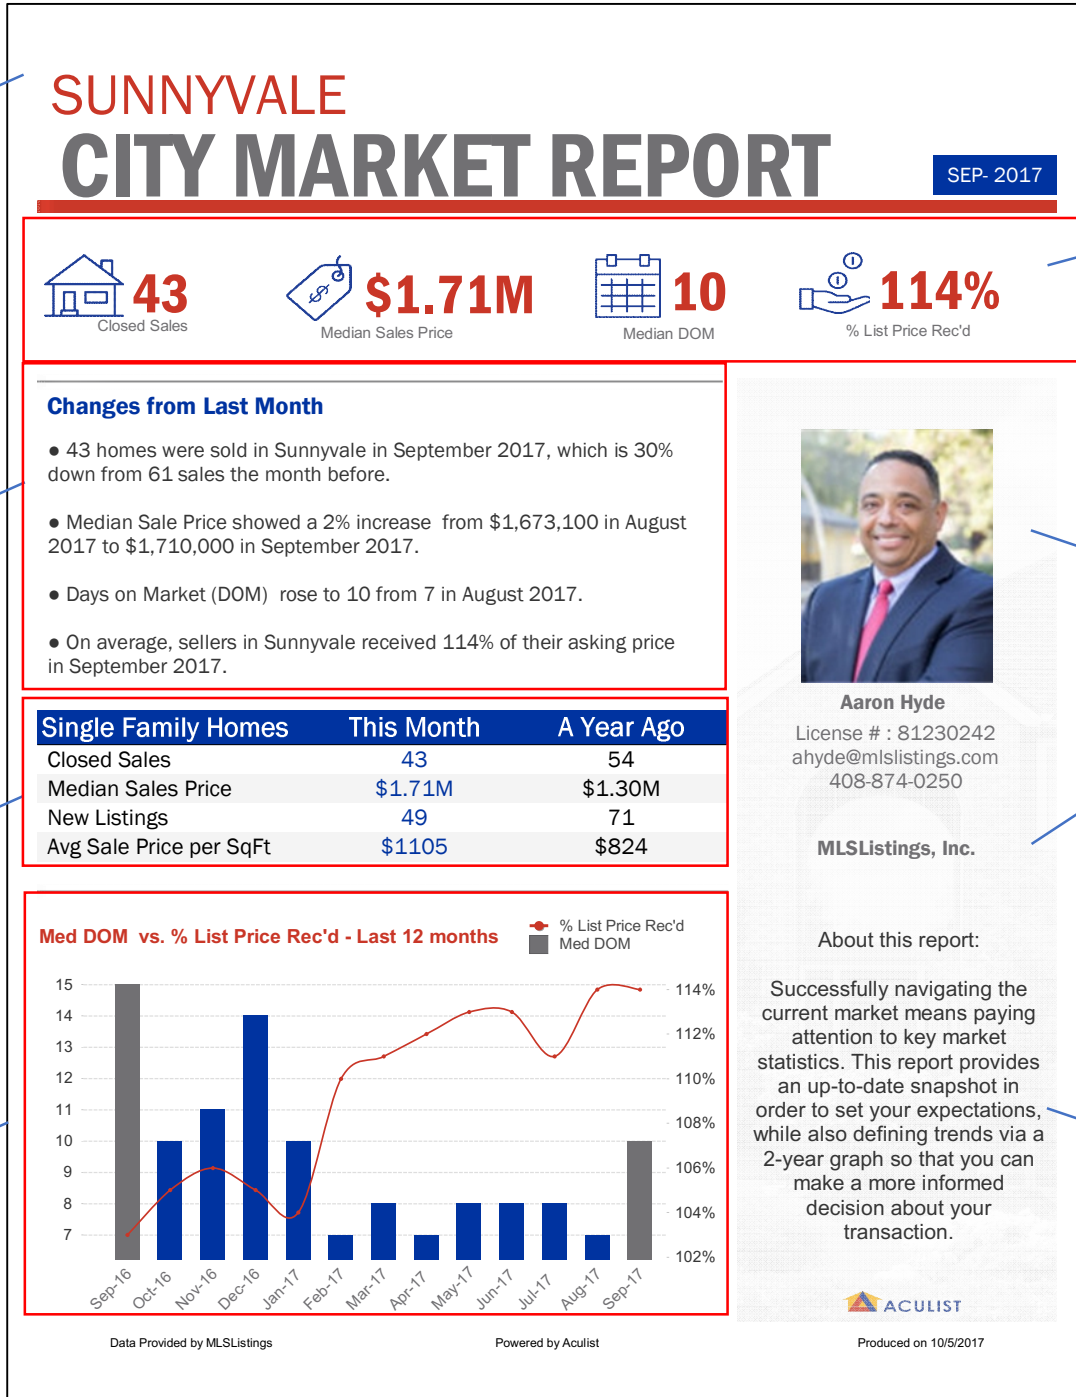 SUNNYVALE
CITY MARKET REPORT
SEP- 2017
43
Closed Sales
$1.71M
Median Sales Price
10
Median DOM
114%
% List Price Rec'd
Changes from Last Month
● 43 homes were sold in Sunnyvale in September 2017, which is 30%
down from 61 sales the month before.
● Median Sale Price showed a 2% increase  from $1,673,100 in August
2017 to $1,710,000 in September 2017.
● Days on Market (DOM)  rose to 10 from 7 in August 2017.
● On average, sellers in Sunnyvale received 114% of their asking price
in September 2017.
Single Family Homes This Month A Year Ago
Closed Sales 43 54
Median Sales Price $1.71M $1.30M
New Listings 49 71
Avg Sale Price per SqFt $1105 $824
Med DOM  vs. % List Price Rec'd - Last 12 months
% List Price Rec'd
Med DOM
15
14
13
12
11
10
9
8
7
114%
112%
110%
108%
106%
104%
102%
Sep-16
Oct-16
Nov-16
Dec-16
Jan-17
Feb-17
Mar-17
Apr-17
May-17
Jun-17
Jul-17
Aug-17
Sep-17
Aaron Hyde
License # : 81230242
ahyde@mlslistings.com
408-874-0250
MLSListings, Inc.
About this report:
Successfully navigating the
current market means paying
attention to key market
statistics. This report provides
an up-to-date snapshot in
order to set your expectations,
while also defining trends via a
2-year graph so that you can
make a more informed
decision about your
transaction.
ACULIST
Data Provided by MLSListings
Powered by Aculist
Produced on 10/5/2017